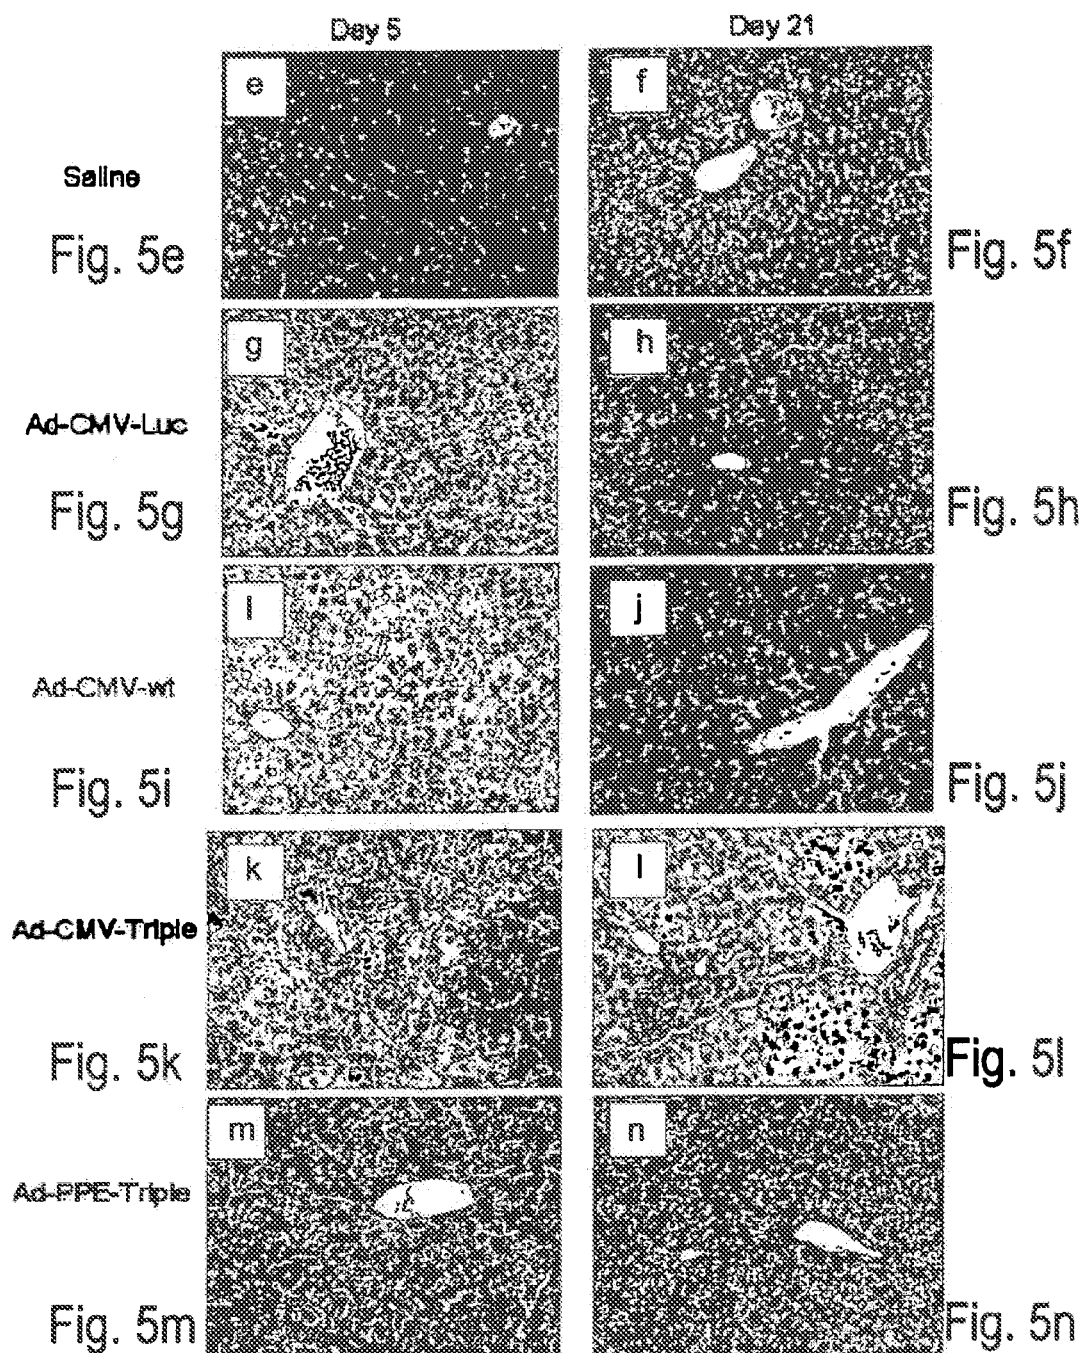 Day 5
Day 21
e
f
Saline
Fig. 5e
Fig. 5f
g
h
Ad-CMV-Luc
Fig. 5g
Fig. 5h
i
j
Ad-CMV-wt
Fig. 5i
Fig. 5j
k
l
Ad-CMV-Triple
Fig. 5k
Fig. 5l
m
n
Ad-PPE-Triple
Fig. 5m
Fig. 5n